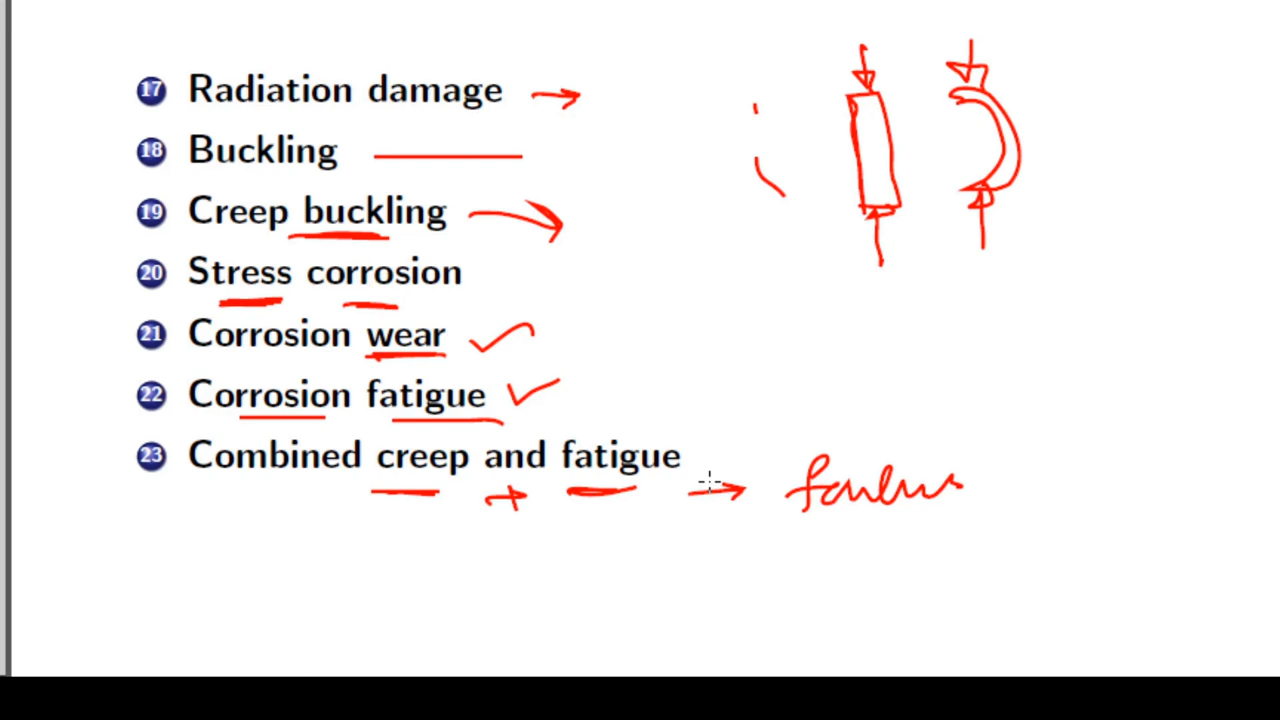 17 Radiation damage
18 Buckling
19 Creep buckling
20 Stress corrosion
21 Corrosion wear
22 Corrosion fatigue
23 Combined creep and fatigue